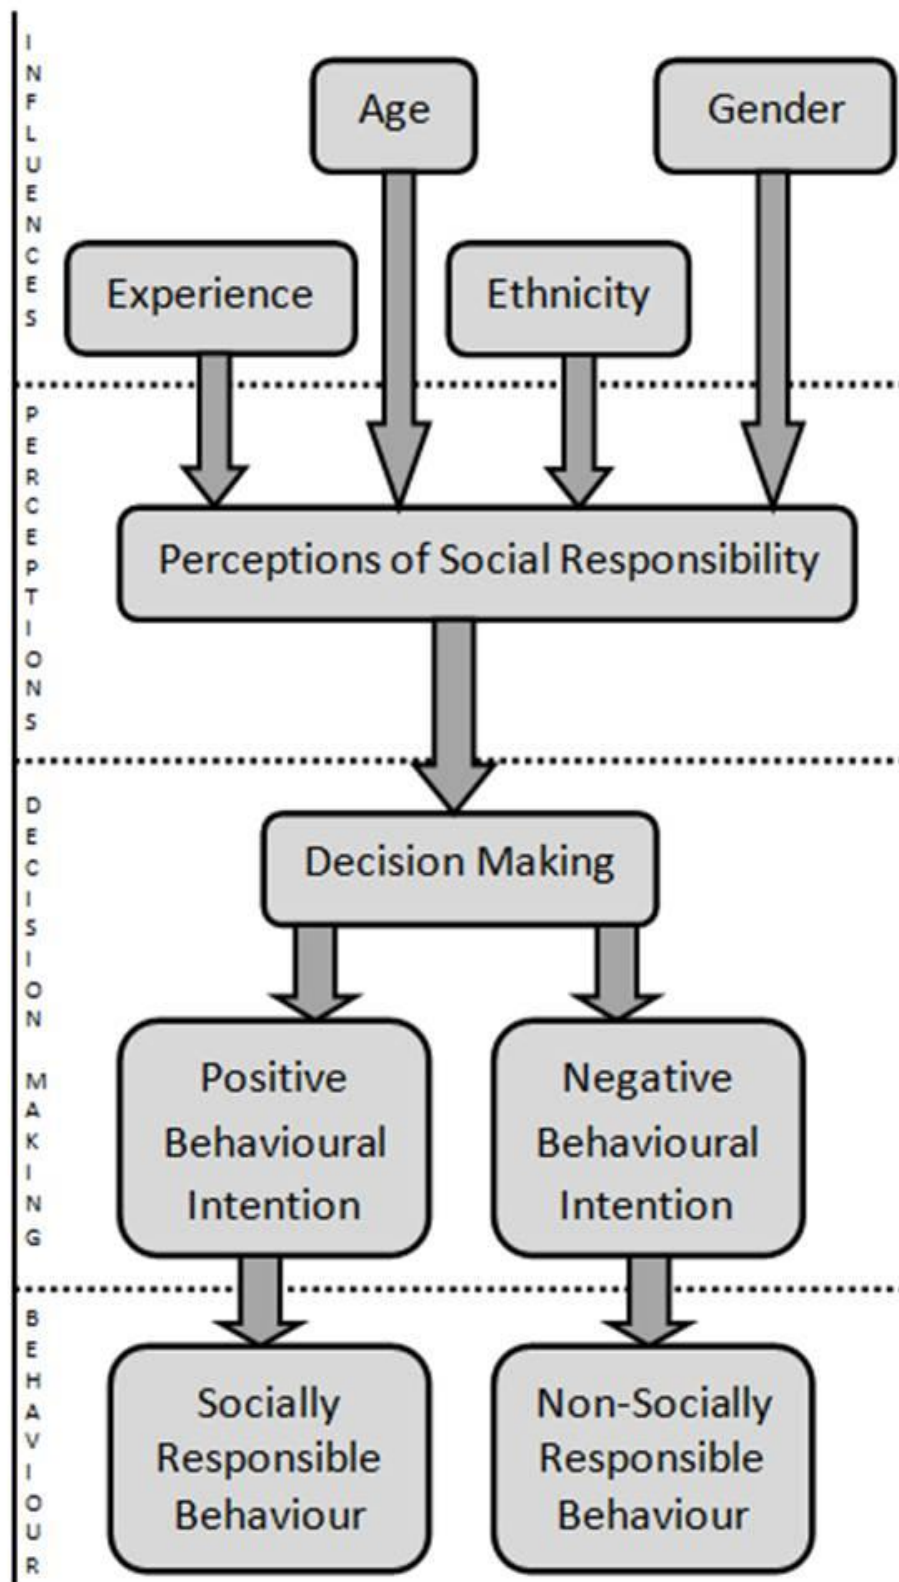 INFLUENCES
Age
Gender
Experience
Ethnicity
PERCEPTIONS
Perceptions of Social Responsibility
DECISION MAKING
Decision Making
Positive
Behavioural
Intention
Negative
Behavioural
Intention
BEHAVIOUR
Socially
Responsible
Behaviour
Non-Socially
Responsible
Behaviour